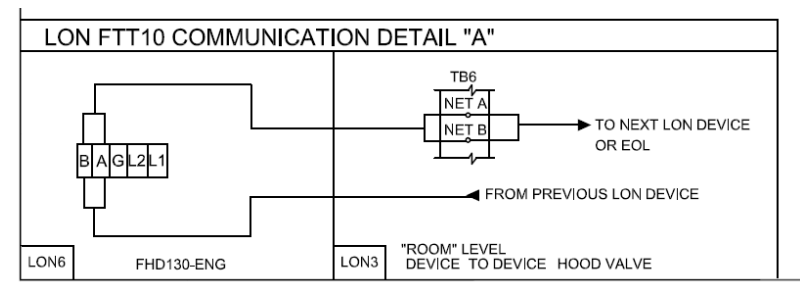 LON FTT10 COMMUNICATION DETAIL "A"
TB6
NET A
NET B
TO NEXT LON DEVICE
OR EOL
B A G L2 L1
FROM PREVIOUS LON DEVICE
LON6
FHD130-ENG
LON3
"ROOM" LEVEL
DEVICE TO DEVICE HOOD VALVE